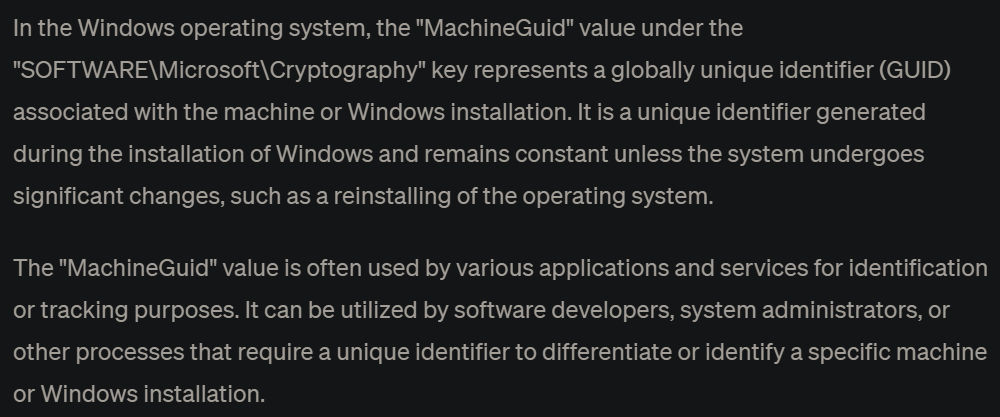 In the Windows operating system, the "MachineGuid" value under the
"SOFTWARE\Microsoft\Cryptography" key represents a globally unique identifier (GUID)
associated with the machine or Windows installation. It is a unique identifier generated
during the installation of Windows and remains constant unless the system undergoes
significant changes, such as a reinstalling of the operating system.
The "MachineGuid" value is often used by various applications and services for identification
or tracking purposes. It can be utilized by software developers, system administrators, or
other processes that require a unique identifier to differentiate or identify a specific machine
or Windows installation.